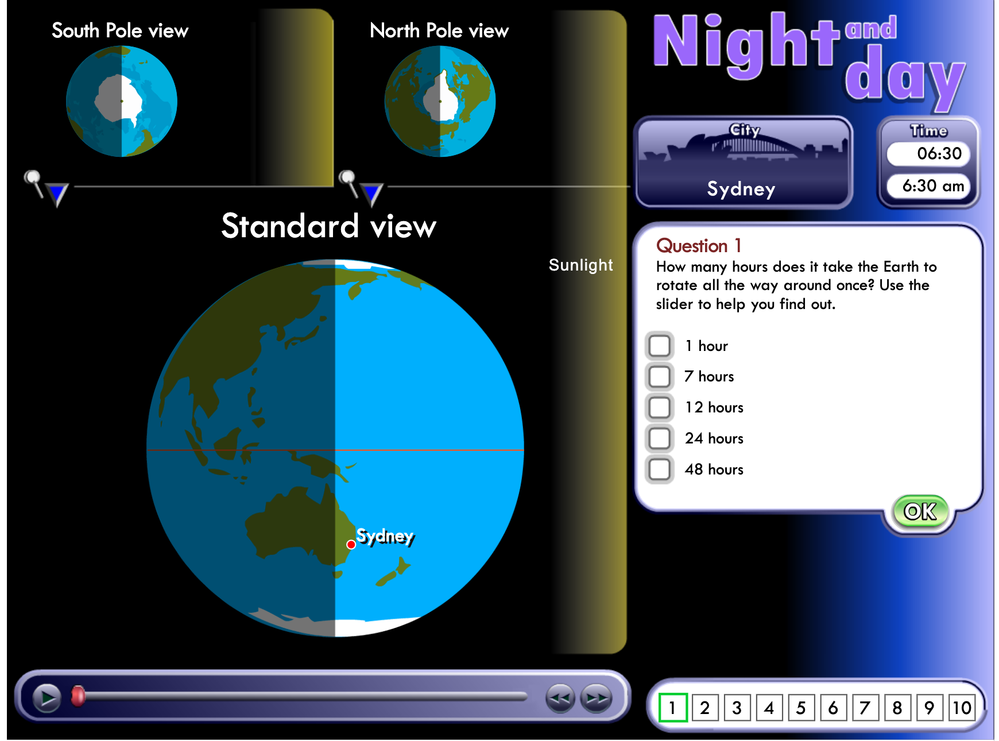 South Pole view
North Pole view
Night and day
City
Sydney
Time
06:30
6:30 am
Standard view
Sunlight
Sydney
Question 1
How many hours does it take the Earth to
rotate all the way around once? Use the
slider to help you find out.
1 hour
7 hours
12 hours
24 hours
48 hours
OK
1 2 3 4 5 6 7 8 9 10